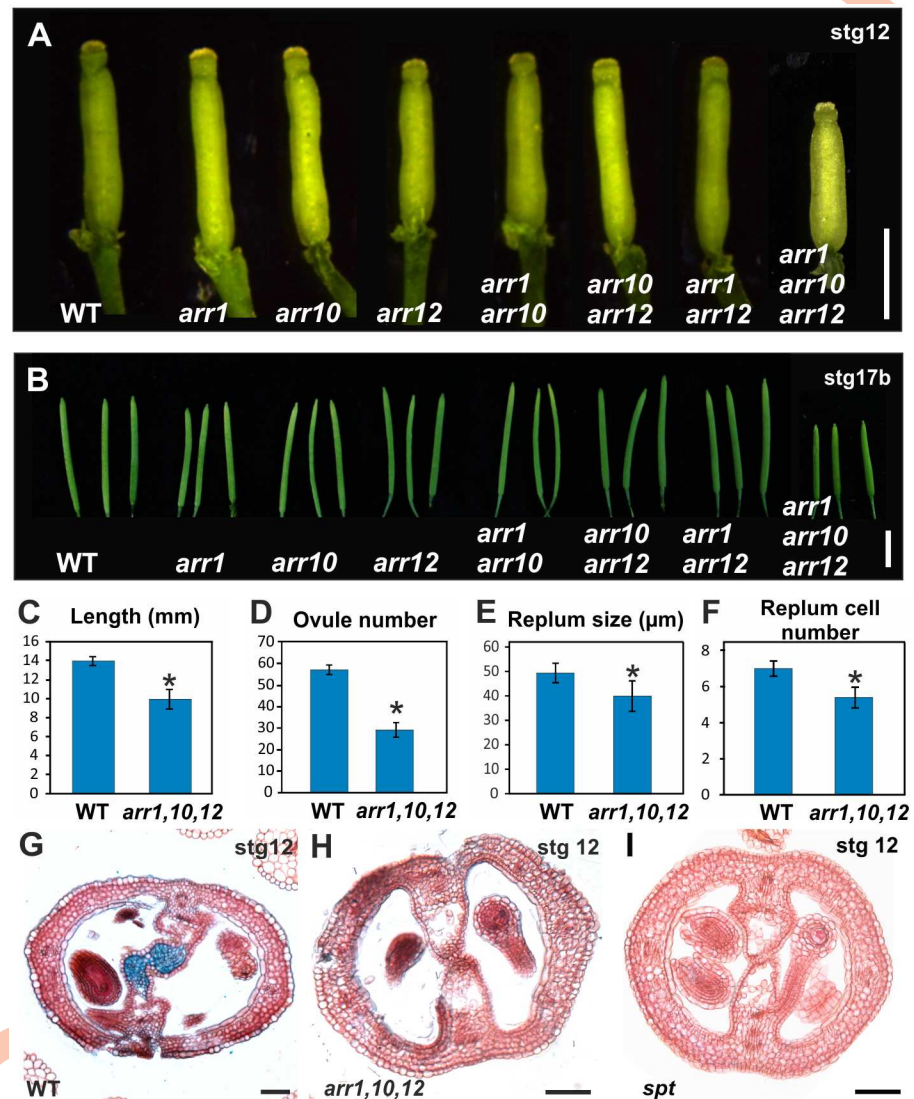 A
stg12
WT
arr1
arr10
arr12
arr1
arr10
arr10
arr12
arr1
arr12
arr1
arr10
arr12
B
stg17b
WT
arr1
arr10
arr12
arr1
arr10
arr10
arr12
arr1
arr12
arr1
arr10
arr12
C
Length (mm)
16
14
12
10
8
6
4
2
0
*
WT
arr1,10,12
D
Ovule number
70
60
50
40
30
20
10
0
*
WT
arr1,10,12
E
Replum size (µm)
60
50
40
30
20
10
0
*
WT
arr1,10,12
F
Replum cell
number
8
6
4
2
0
*
WT
arr1,10,12
G
stg12
WT
H
stg 12
arr1,10,12
I
stg 12
spt